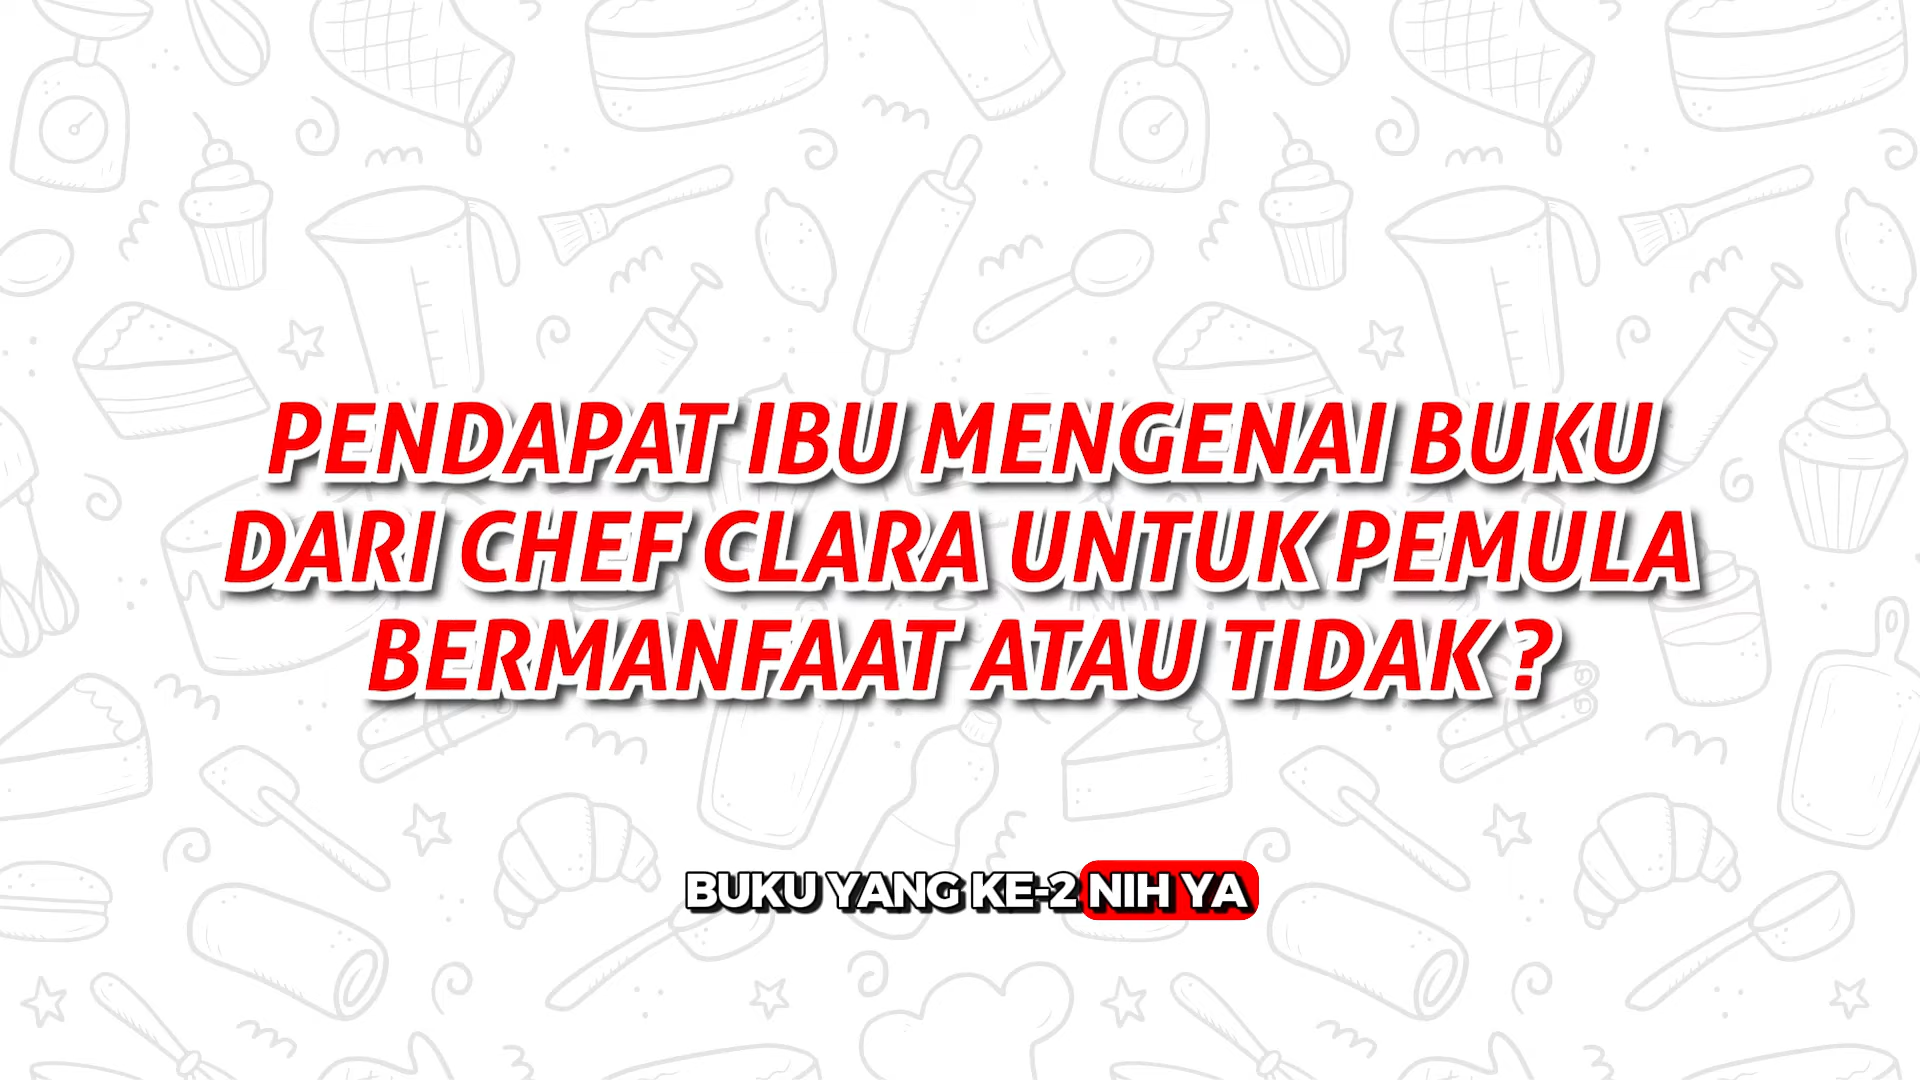 PENDAPAT IBU MENGENAI BUKU
DARI CHEF CLARA UNTUK PEMULA
BERMANFAAT ATAU TIDAK ?
BUKU YANG KE-2 NIH YA